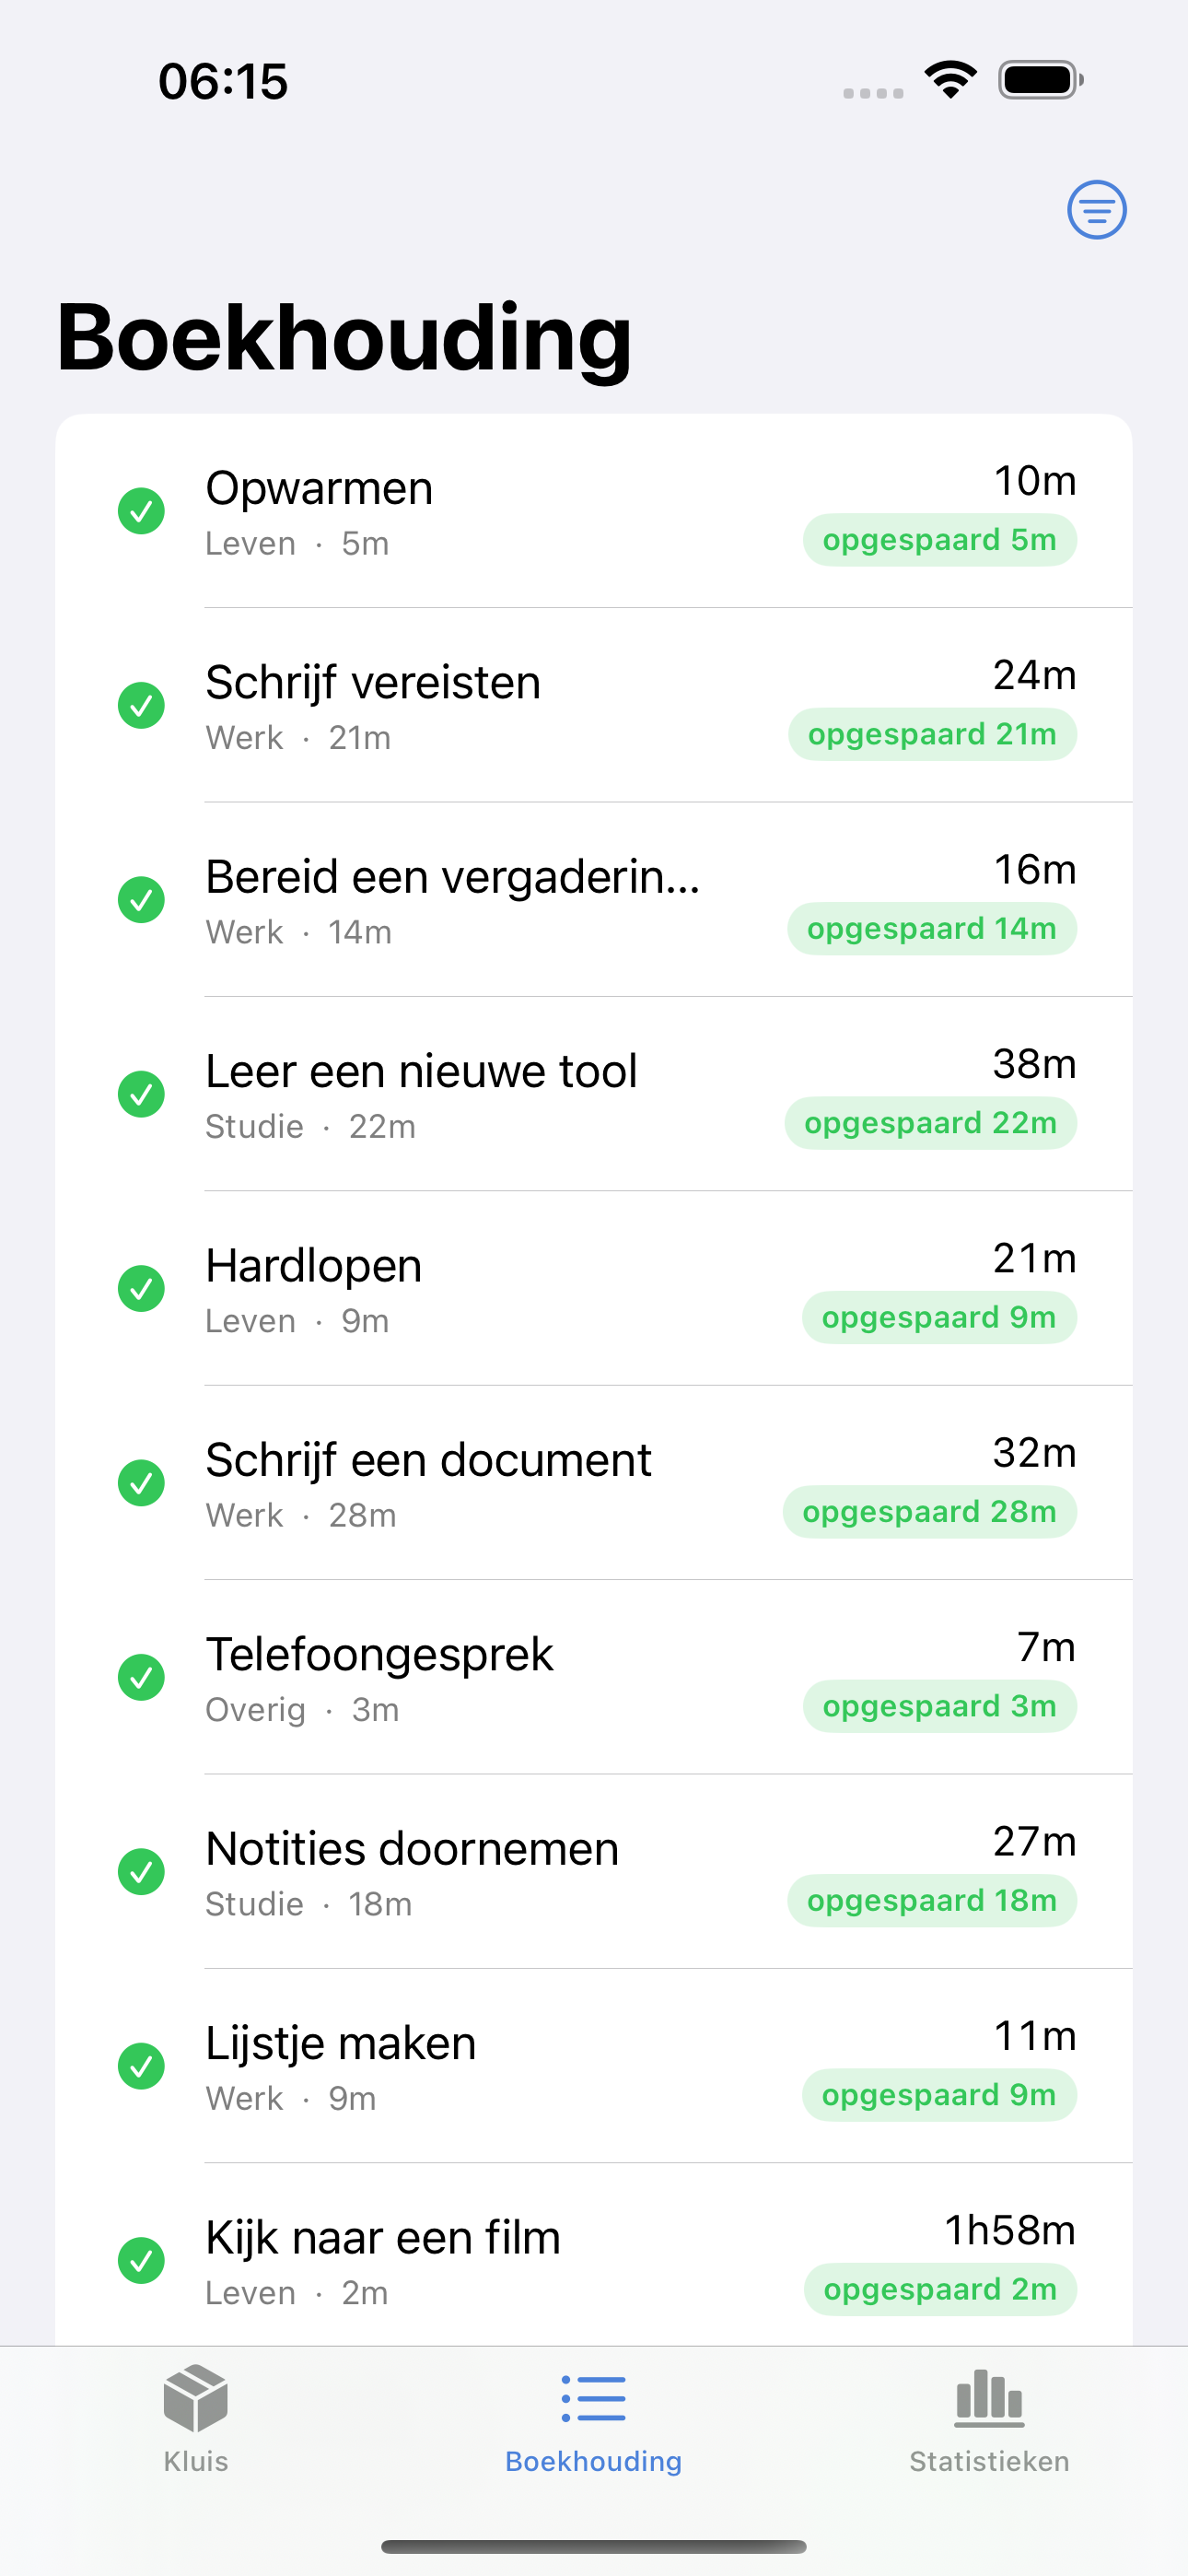 06:15
Boekhouding
Opwarmen
10m
Leven · 5m
opgespaard 5m
Schrijf vereisten
24m
Werk · 21m
opgespaard 21m
Bereid een vergaderin...
16m
Werk · 14m
opgespaard 14m
Leer een nieuwe tool
38m
Studie · 22m
opgespaard 22m
Hardlopen
21m
Leven · 9m
opgespaard 9m
Schrijf een document
32m
Werk · 28m
opgespaard 28m
Telefoongesprek
7m
Overig · 3m
opgespaard 3m
Notities doornemen
27m
Studie · 18m
opgespaard 18m
Lijstje maken
11m
Werk · 9m
opgespaard 9m
Kijk naar een film
1h58m
Leven · 2m
opgespaard 2m
Kluis
Boekhouding
Statistieken